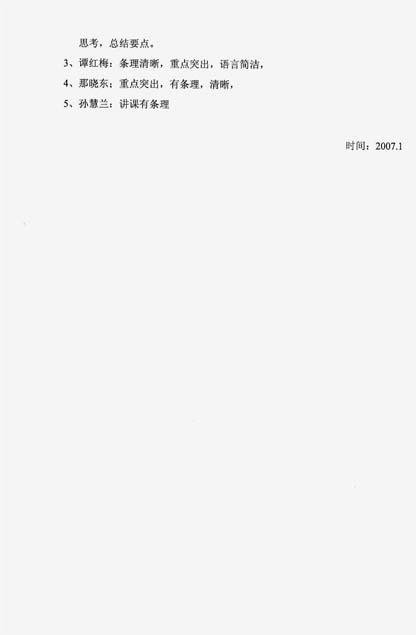 思考，总结要点。
3、谭红梅：条理清晰，重点突出，语言简洁，
4、那晓东：重点突出，有条理，清晰，
5、孙慧兰：讲课有条理
时间：2007.1